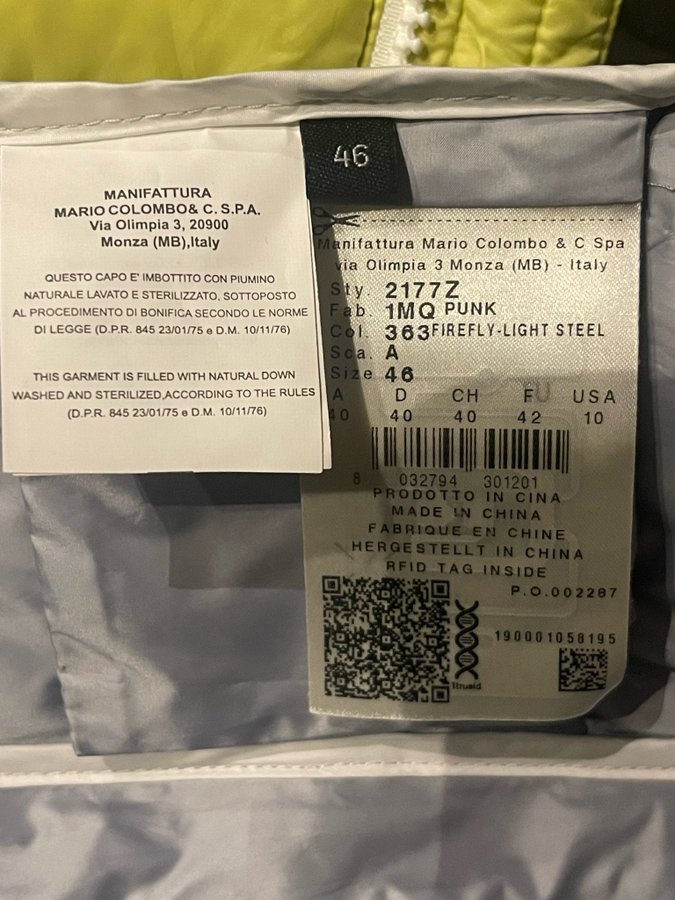 46
MANIFATTURA
MARIO COLOMBO& C. S.P.A.
Via Olimpia 3, 20900
Monza (MB),Italy
QUESTO CAPO E' IMBOTTITO CON PIUMINO
NATURALE LAVATO E STERILIZZATO, SOTTOPOSTO
AL PROCEDIMENTO DI BONIFICA SECONDO LE NORME
DI LEGGE (D.P.R. 845 23/01/75 e D.M. 10/11/76)
THIS GARMENT IS FILLED WITH NATURAL DOWN
WASHED AND STERILIZED,ACCORDING TO THE RULES
(D.P.R. 845 23/01/75 e D.M. 10/11/76)
Manifattura Mario Colombo & C Spa
via Olimpia 3 Monza (MB) - Italy
Sty. 2177Z
Fab. 1MQ PUNK
Col. 363FIREFLY-LIGHT STEEL
Sca. A
Size 46
A D CH F USA
40 40 40 42 10
8 032794 301201
PRODOTTO IN CINA
MADE IN CHINA
FABRIQUE EN CHINE
HERGESTELLT IN CHINA
RFID TAG INSIDE
P.O.002287
190001058195
1trueid